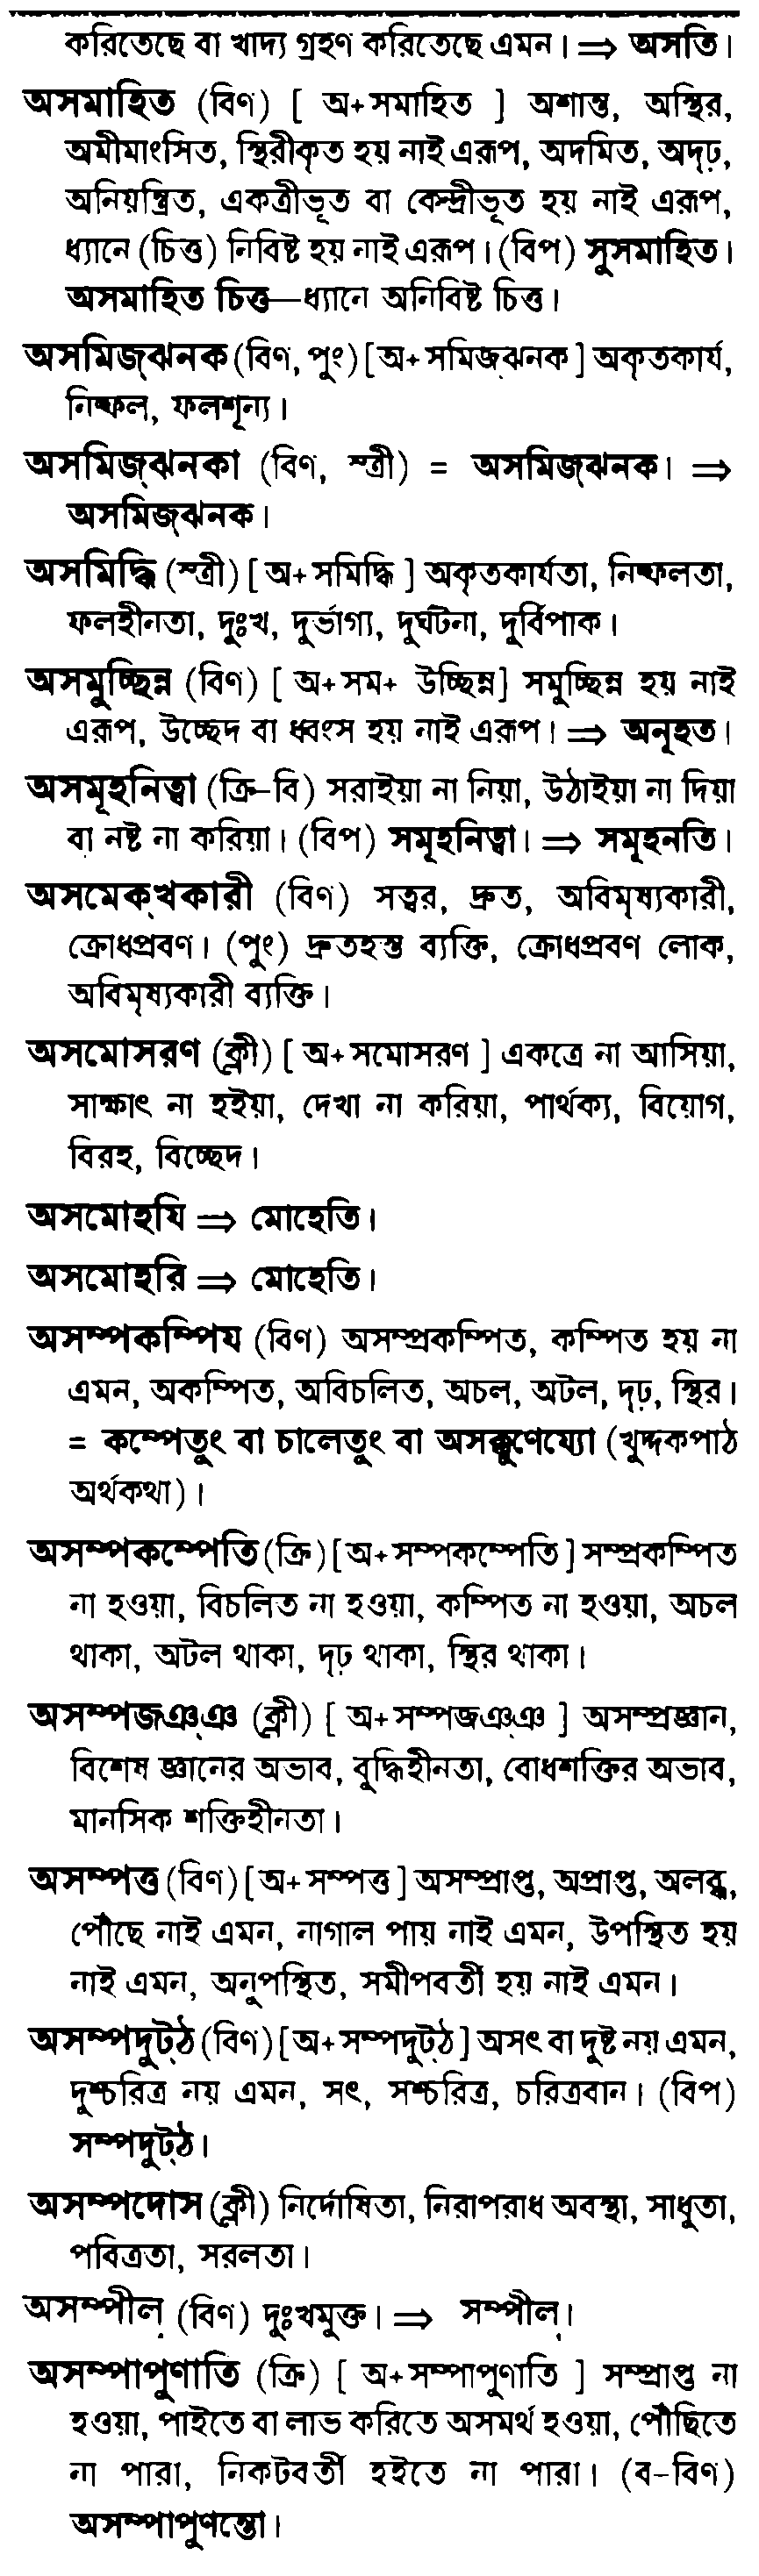 করিতেছে বা খাদ্য গ্রহণ করিতেছে এমন। ⇒ অসতি।
অসমাহিত (বিণ) [ অ+সমাহিত ] অশান্ত, অস্থির,
অমীমাংসিত, স্থিরীকৃত হয় নাই এরূপ, অদমিত, অদৃঢ়,
অনিয়ন্ত্রিত, একত্রীভূত বা কেন্দ্রীভূত হয় নাই এরূপ,
ধ্যানে (চিত্ত) নিবিষ্ট হয় নাই এরূপ। (বিপ) সুসমাহিত।
অসমাহিত চিত্ত—ধ্যানে অনিবিষ্ট চিত্ত।
অসমিজ্ঝনক (বিণ, পুং) [অ+সমিজ্ঝনক ] অকৃতকার্য,
নিষ্ফল, ফলশূন্য।
অসমিজ্ঝনকা (বিণ, স্ত্রী) = অসমিজ্ঝনক। ⇒
অসমিজ্ঝনক।
অসমিদ্ধি (স্ত্রী) [ অ+সমিদ্ধি ] অকৃতকার্যতা, নিষ্ফলতা,
ফলহীনতা, দুঃখ, দুর্ভাগ্য, দুর্ঘটনা, দুর্বিপাক।
অসমুচ্ছিন্ন (বিণ) [ অ+সম+ উচ্ছিন্ন] সমুচ্ছিন্ন হয় নাই
এরূপ, উচ্ছেদ বা ধ্বংস হয় নাই এরূপ। ⇒ অনূহত।
অসমূহনিত্বা (ক্রি-বি) সরাইয়া না নিয়া, উঠাইয়া না দিয়া
বা নষ্ট না করিয়া। (বিপ) সমূহনিত্বা। ⇒ সমূহনতি।
অসমেক্খকারী (বিণ) সত্বর, দ্রুত, অবিমৃষ্যকারী,
ক্রোধপ্রবণ। (পুং) দ্রুতহস্ত ব্যক্তি, ক্রোধপ্রবণ লোক,
অবিমৃষ্যকারী ব্যক্তি।
অসমোসরণ (ক্লী) [ অ+সমোসরণ ] একত্রে না আসিয়া,
সাক্ষাৎ না হইয়া, দেখা না করিয়া, পার্থক্য, বিয়োগ,
বিরহ, বিচ্ছেদ।
অসমোহযি ⇒ মোহেতি।
অসমোহরি ⇒ মোহেতি।
অসম্পকম্পিয (বিণ) অসম্প্রকম্পিত, কম্পিত হয় না
এমন, অকম্পিত, অবিচলিত, অচল, অটল, দৃঢ়, স্থির।
= কম্পেতুং বা চালেতুং বা অসক্কুণেয্যো (খুদ্দকপাঠ
অর্থকথা)।
অসম্পকম্পেতি (ক্রি) [অ+সম্পকম্পেতি ] সম্প্রকম্পিত
না হওয়া, বিচলিত না হওয়া, কম্পিত না হওয়া, অচল
থাকা, অটল থাকা, দৃঢ় থাকা, স্থির থাকা।
অসম্পজঞ্ঞ (ক্লী) [ অ+সম্পজঞ্ঞ ] অসম্প্রজ্ঞান,
বিশেষ জ্ঞানের অভাব, বুদ্ধিহীনতা, বোধশক্তির অভাব,
মানসিক শক্তিহীনতা।
অসম্পত্ত (বিণ) [ অ+সম্পত্ত ] অসম্প্রাপ্ত, অপ্রাপ্ত, অলব্ধ,
পৌঁছে নাই এমন, নাগাল পায় নাই এমন, উপস্থিত হয়
নাই এমন, অনুপস্থিত, সমীপবর্তী হয় নাই এমন।
অসম্পদুট্ঠ (বিণ) [অ+সম্পদুট্ঠ ] অসৎ বা দুষ্ট নয় এমন,
দুশ্চরিত্র নয় এমন, সৎ, সশ্চরিত্র, চরিত্রবান। (বিপ)
সম্পদুট্ঠ।
অসম্পদোস (ক্লী) নির্দোষিতা, নিরাপরাধ অবস্থা, সাধুতা,
পবিত্রতা, সরলতা।
অসম্পীল়্ (বিণ) দুঃখমুক্ত। ⇒ সম্পীল়্।
অসম্পাপুণাতি (ক্রি) [ অ+সম্পাপুণাতি ] সম্প্রাপ্ত না
হওয়া, পাইতে বা লাভ করিতে অসমর্থ হওয়া, পৌঁছিতে
না পারা, নিকটবর্তী হইতে না পারা। (ব-বিণ)
অসম্পাপুণন্তো।